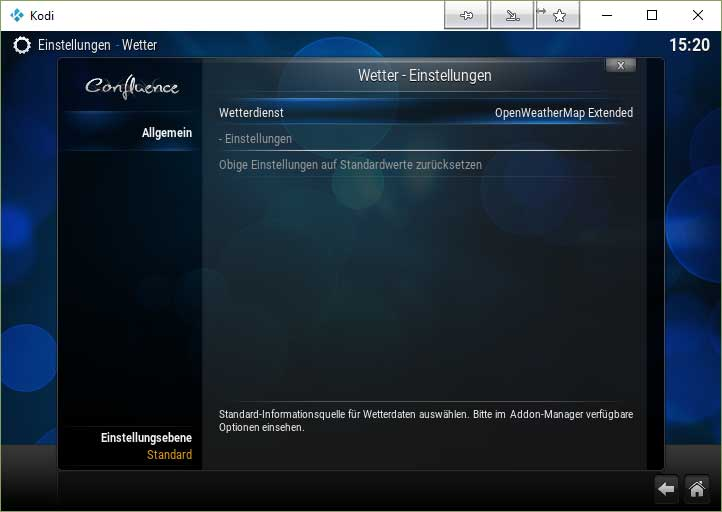 Kodi
Einstellungen - Wetter
15:20
Confluence
Wetter - Einstellungen
x
Allgemein
Wetterdienst OpenWeatherMap Extended
- Einstellungen
Obige Einstellungen auf Standardwerte zurücksetzen
Standard-Informationsquelle für Wetterdaten auswählen. Bitte im Addon-Manager verfügbare
Optionen einsehen.
Einstellungsebene
Standard